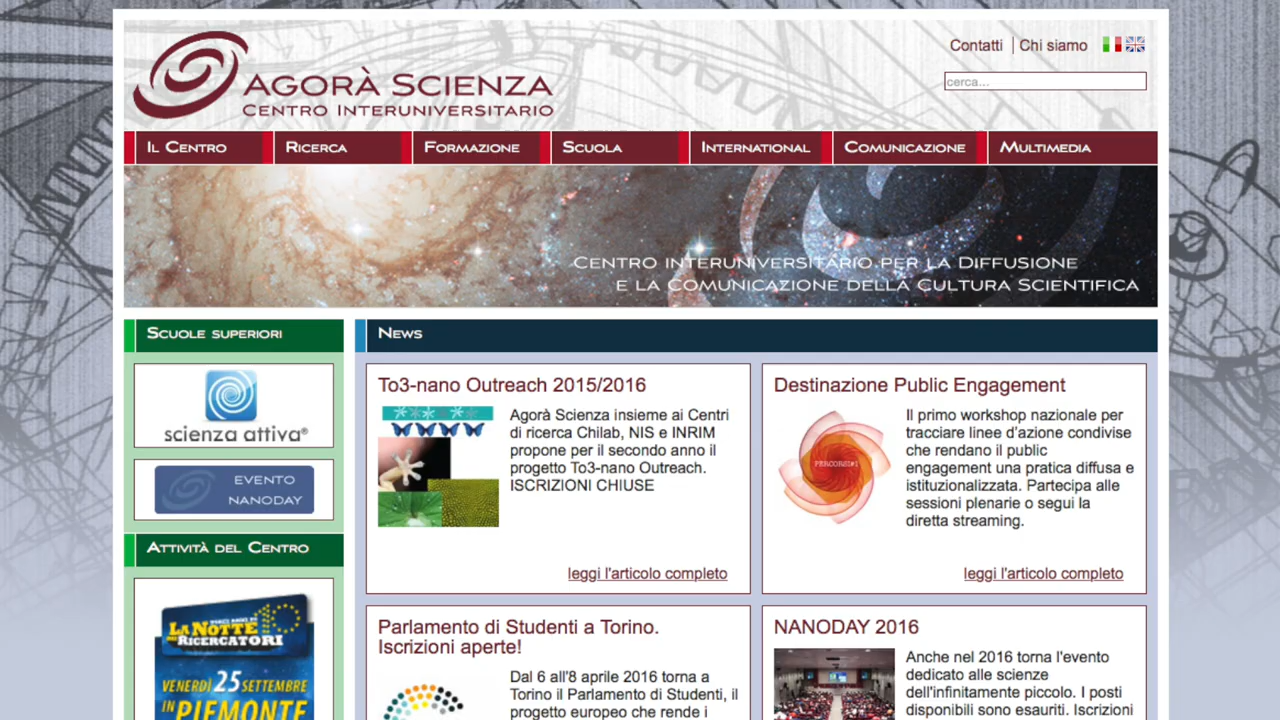 AGORÀ SCIENZA
CENTRO INTERUNIVERSITARIO
Contatti | Chi siamo
cerca...
IL CENTRO
RICERCA
FORMAZIONE
SCUOLA
INTERNATIONAL
COMUNICAZIONE
MULTIMEDIA
CENTRO INTERUNIVERSITARIO PER LA DIFFUSIONE
E LA COMUNICAZIONE DELLA CULTURA SCIENTIFICA
SCUOLE SUPERIORI
scienza attiva®
EVENTO
NANODAY
ATTIVITÀ DEL CENTRO
LA NOTTE
DEI RICERCATORI
10
VENERDÌ 25 SETTEMBRE
IN PIEMONTE
NEWS
To3-nano Outreach 2015/2016
Agorà Scienza insieme ai Centri
di ricerca Chilab, NIS e INRIM
propone per il secondo anno il
progetto To3-nano Outreach.
ISCRIZIONI CHIUSE
leggi l'articolo completo
Destinazione Public Engagement
PERCORSI#1
Il primo workshop nazionale per
tracciare linee d'azione condivise
che rendano il public
engagement una pratica diffusa e
istituzionalizzata. Partecipa alle
sessioni plenarie o segui la
diretta streaming.
leggi l'articolo completo
Parlamento di Studenti a Torino.
Iscrizioni aperte!
Dal 6 all'8 aprile 2016 torna a
Torino il Parlamento di Studenti, il
progetto europeo che rende i
NANODAY 2016
Anche nel 2016 torna l'evento
dedicato alle scienze
dell'infinitamente piccolo. I posti
disponibili sono esauriti. Iscrizioni